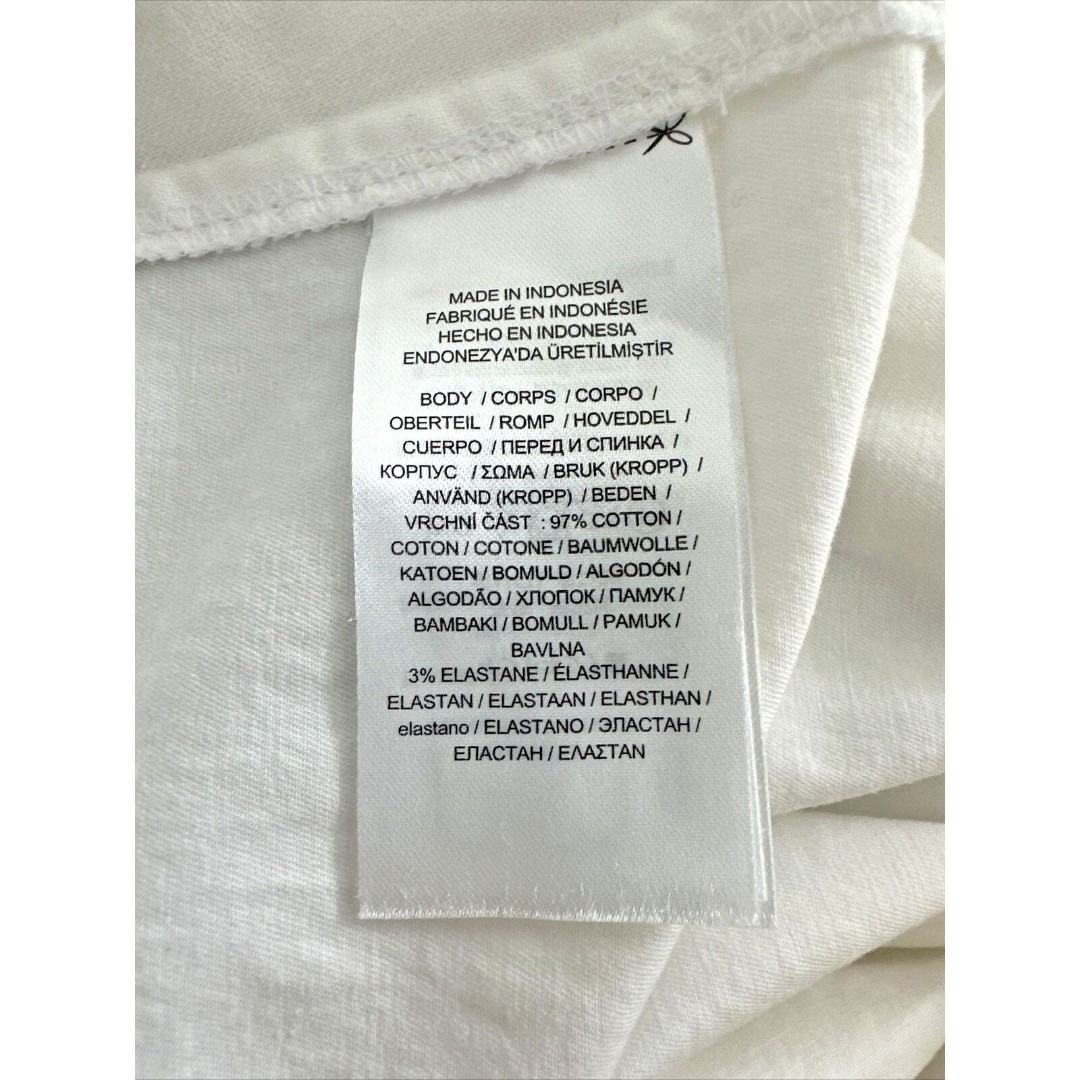 MADE IN INDONESIA
FABRIQUÉ EN INDONÉSIE
HECHO EN INDONESIA
ENDONEZYA'DA ÜRETİLMİŞTİR
BODY / CORPS / CORPO /
OBERTEIL / ROMP / HOVEDDEL /
CUERPO / ПЕРЕД И СПИНКА /
КОРПУС / ΣΩΜΑ / BRUK (KROPP) /
ANVÄND (KROPP) / BEDEN /
VRCHNÍ ČÁST : 97% COTTON /
COTON / COTONE / BAUMWOLLE /
KATOEN / BOMULD / ALGODÓN /
ALGODÃO / ХЛОПОК / ПАМУК /
BAMBAKI / BOMULL / PAMUK /
BAVLNA
3% ELASTANE / ÉLASTHANNE /
ELASTAN / ELASTAAN / ELASTHAN /
elastano / ELASTANO / ЭЛАСТАН /
ЕЛАСТАН / ΕΛΑΣΤΑΝ